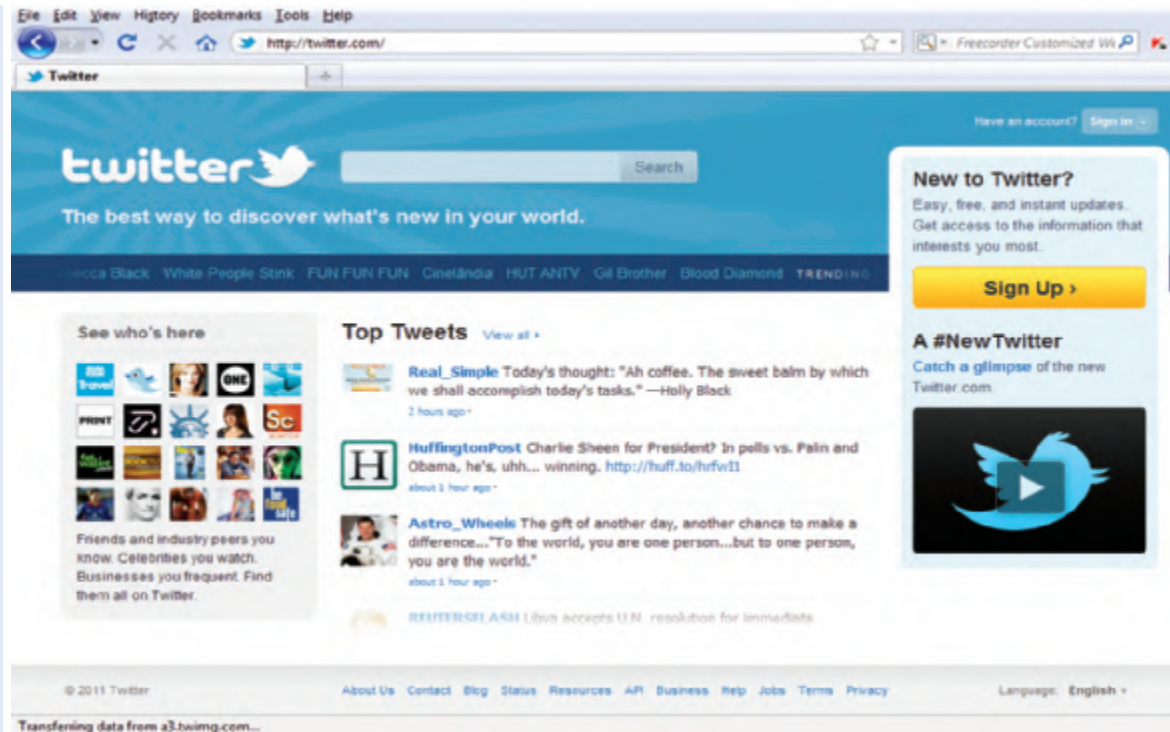 File Edit View History Bookmarks Tools Help
http://twitter.com/
Freecorder Customized We
Twitter
Have an account? Sign in
twitter
Search
The best way to discover what's new in your world.
ecca Black White People Stink FUN FUN FUN Cinelândia HUT ANTV Gil Brother Blood Diamond TRENDING
New to Twitter?
Easy, free, and instant updates.
Get access to the information that
interests you most.
Sign Up ›
A #NewTwitter
Catch a glimpse of the new
Twitter.com.
See who's here
Travel
ONE
PRINT
Sc
be
food
safe
Friends and industry peers you
know. Celebrities you watch.
Businesses you frequent. Find
them all on Twitter.
Top Tweets View all
Real_Simple Today's thought: "Ah coffee. The sweet balm by which
we shall accomplish today's tasks." —Holly Black
2 hours ago
H
HuffingtonPost Charlie Sheen for President? In polls vs. Palin and
Obama, he's, uhh... winning. http://huff.to/hrfwI1
about 1 hour ago
Astro_Wheels The gift of another day, another chance to make a
difference..."To the world, you are one person...but to one person,
you are the world."
about 1 hour ago
REUTERSFLASH Libya accepts U.N. resolution for immediate
© 2011 Twitter
About Us Contact Blog Status Resources API Business Help Jobs Terms Privacy
Language: English
Transferring data from a3.twimg.com...